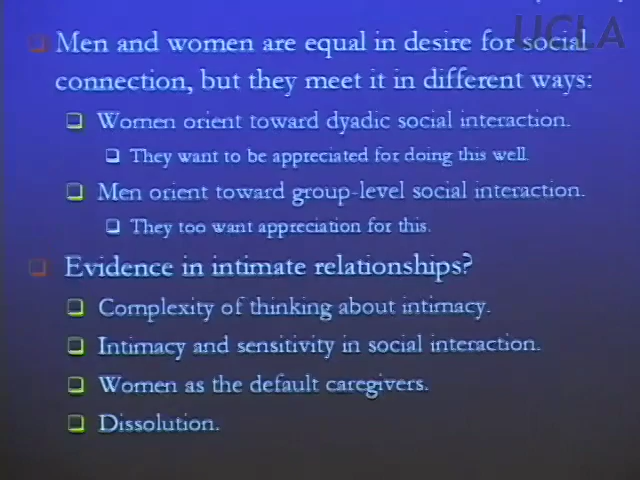 UCLA
Men and women are equal in desire for social
connection, but they meet it in different ways:
Women orient toward dyadic social interaction.
They want to be appreciated for doing this well.
Men orient toward group-level social interaction.
They too want appreciation for this.
Evidence in intimate relationships?
Complexity of thinking about intimacy.
Intimacy and sensitivity in social interaction.
Women as the default caregivers.
Dissolution.